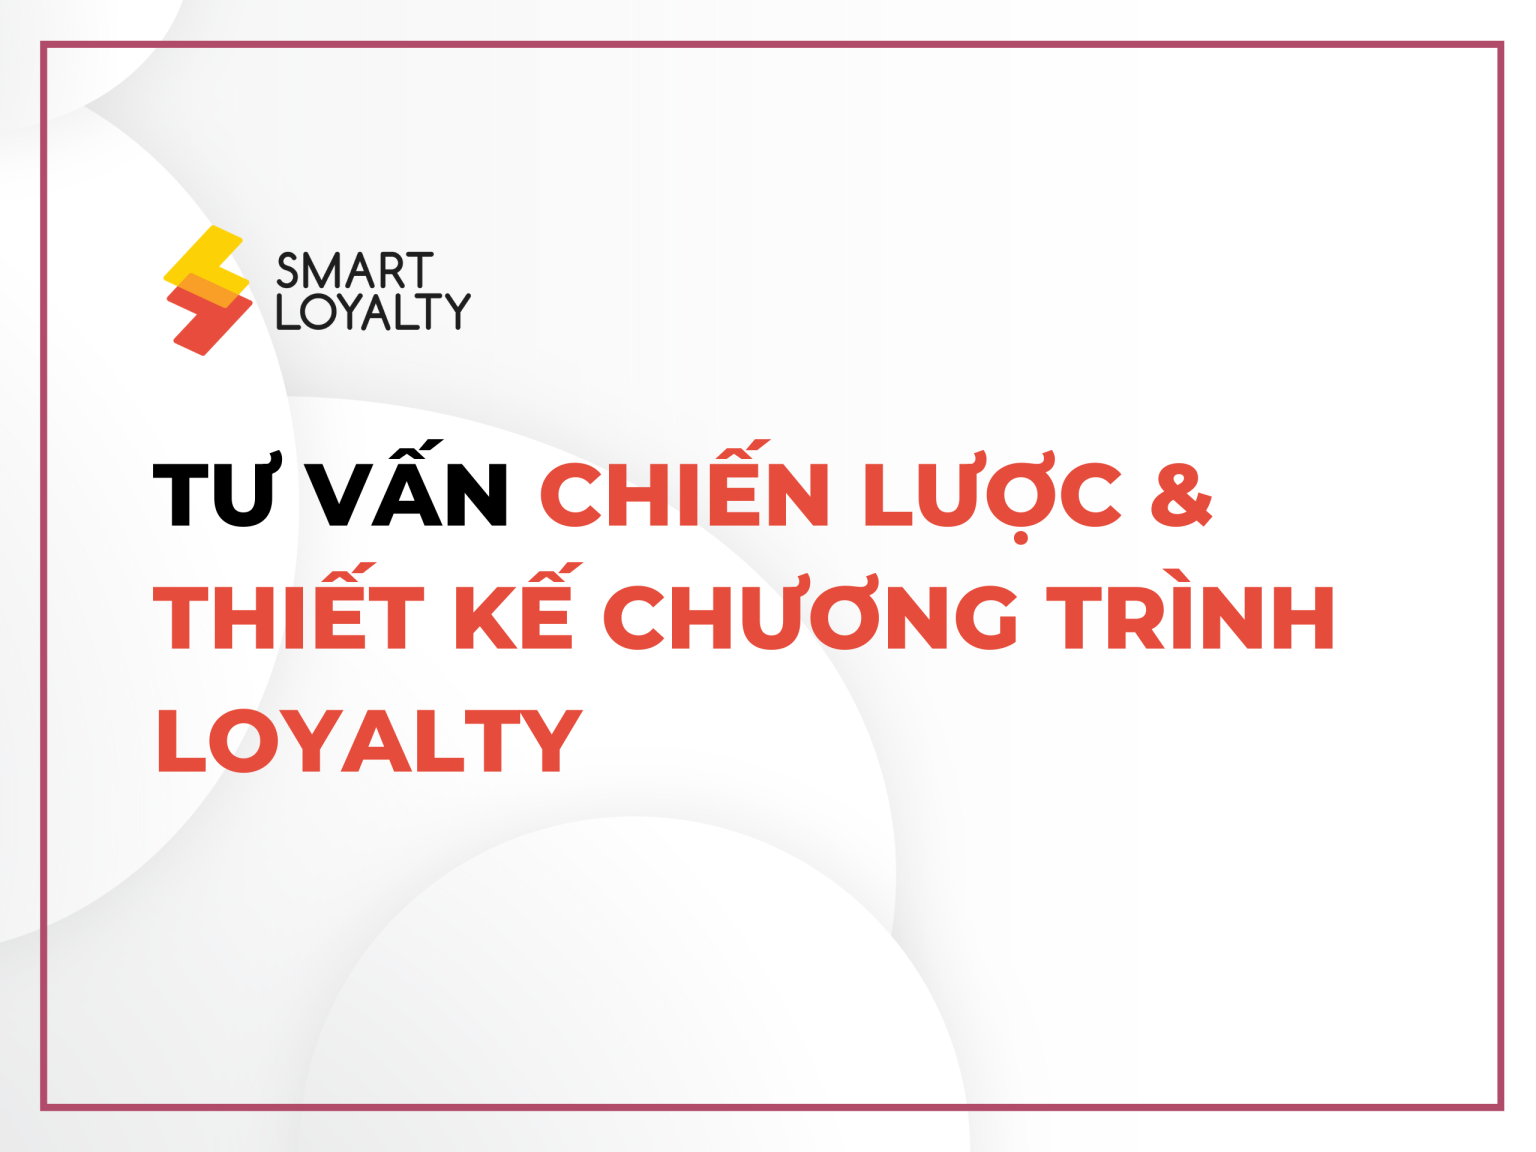 SMART
LOYALTY
TƯ VẤN CHIẾN LƯỢC &
THIẾT KẾ CHƯƠNG TRÌNH
LOYALTY